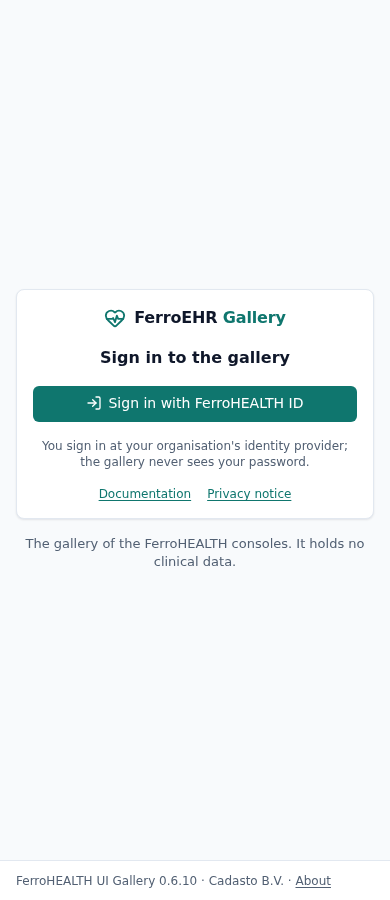 FerroEHR Gallery
Sign in to the gallery
Sign in with FerroHEALTH ID
You sign in at your organisation's identity provider;
the gallery never sees your password.
Documentation Privacy notice
The gallery of the FerroHEALTH consoles. It holds no
clinical data.
FerroHEALTH UI Gallery 0.6.10 · Cadasto B.V. · About